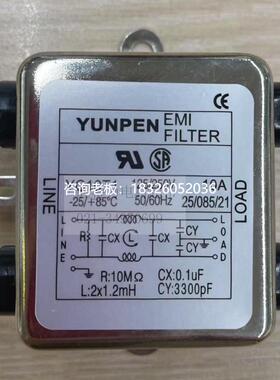 YUNPEN EMI FILTER
CE
125/250V
10A
咨询老板: 18326052036
-25/+85℃
50/60Hz
25/085/21
LINE
LOAD
L
I
N
E
R
CX
L
CX
CY
CY
L
O
A
D
R:10MΩ
CX:0.1uF
L:2x1.2mH
CY:3300pF